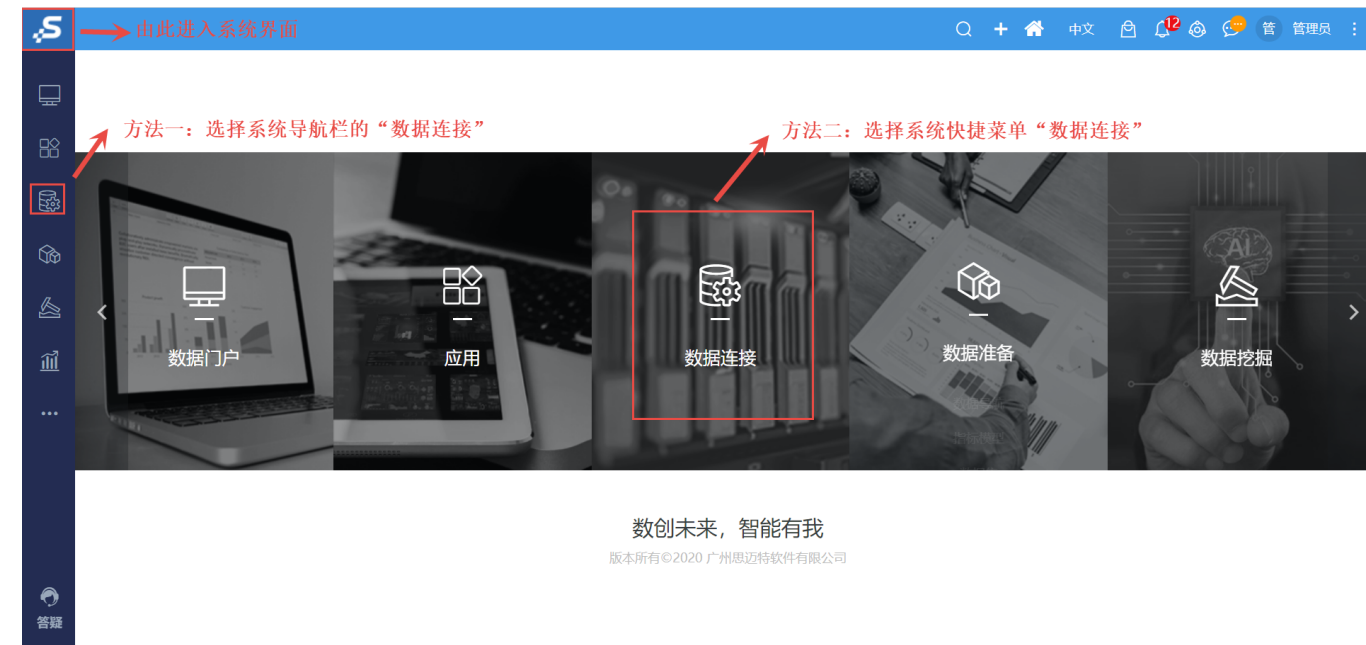 由此进入系统界面
中文
12
管
管理员
方法一：选择系统导航栏的“数据连接”
方法二：选择系统快捷菜单“数据连接”
AI
数据门户
应用
数据连接
数据准备
数据挖掘
数创未来，智能有我
版本所有©2020 广州思迈特软件有限公司
答疑